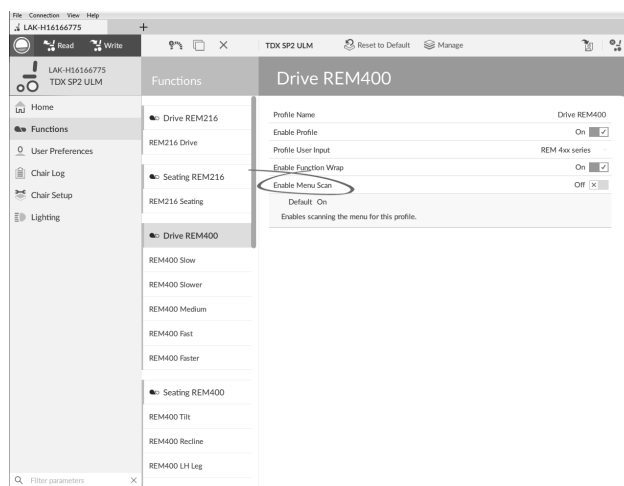 File Connection View Help
LAK-H16166775 +
Read Write TDX SP2 ULM Reset to Default Manage
LAK-H16166775
TDX SP2 ULM
Functions
Drive REM400
Home
Functions
User Preferences
Chair Log
Chair Setup
Lighting
Filter parameters
Drive REM216
REM216 Drive
Seating REM216
REM216 Seating
Drive REM400
REM400 Slow
REM400 Slower
REM400 Medium
REM400 Fast
REM400 Faster
Seating REM400
REM400 Tilt
REM400 Recline
REM400 LH Leg
Profile Name Drive REM400
Enable Profile On
Profile User Input REM 4xx series
Enable Function Wrap On
Enable Menu Scan Off
Default On
Enables scanning the menu for this profile.